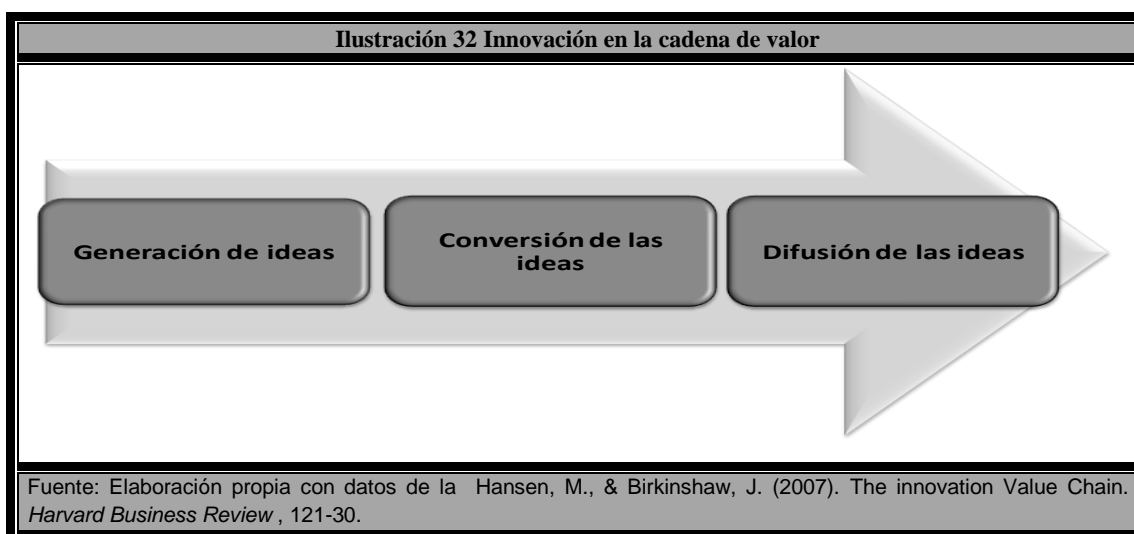 Ilustración 32 Innovación en la cadena de valor
Generación de ideas
Conversión de las
ideas
Difusión de las ideas
Fuente: Elaboración propia con datos de la Hansen, M., & Birkinshaw, J. (2007). The innovation Value Chain.
Harvard Business Review , 121-30.